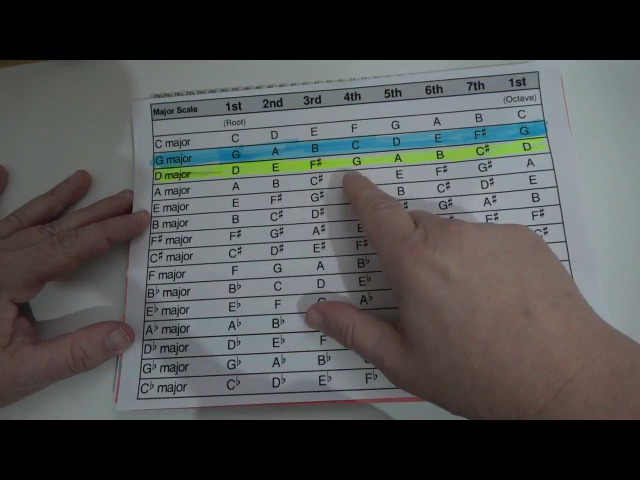 Major Scale 1st 2nd 3rd 4th 5th 6th 7th 1st
(Root) (Octave)
C major C D E F G A B C
G major G A B C D E F♯ G
D major D E F♯ G A B C♯ D
A major A B C♯ E F♯ G♯ A
E major E F♯ G♯ B C♯ D♯ E
B major B C♯ D♯ G♯ A♯ B
F♯ major F♯ G♯ A♯ E♯ F♯
C♯ major C♯ D♯ E♯ F♯ C♯
F major F G A B♭
B♭ major B♭ C D E♭
E♭ major E♭ F G A♭
A♭ major A♭ B♭
D♭ major D♭ E♭ F
G♭ major G♭ A♭ B♭
C♭ major C♭ D♭ E♭ F♭